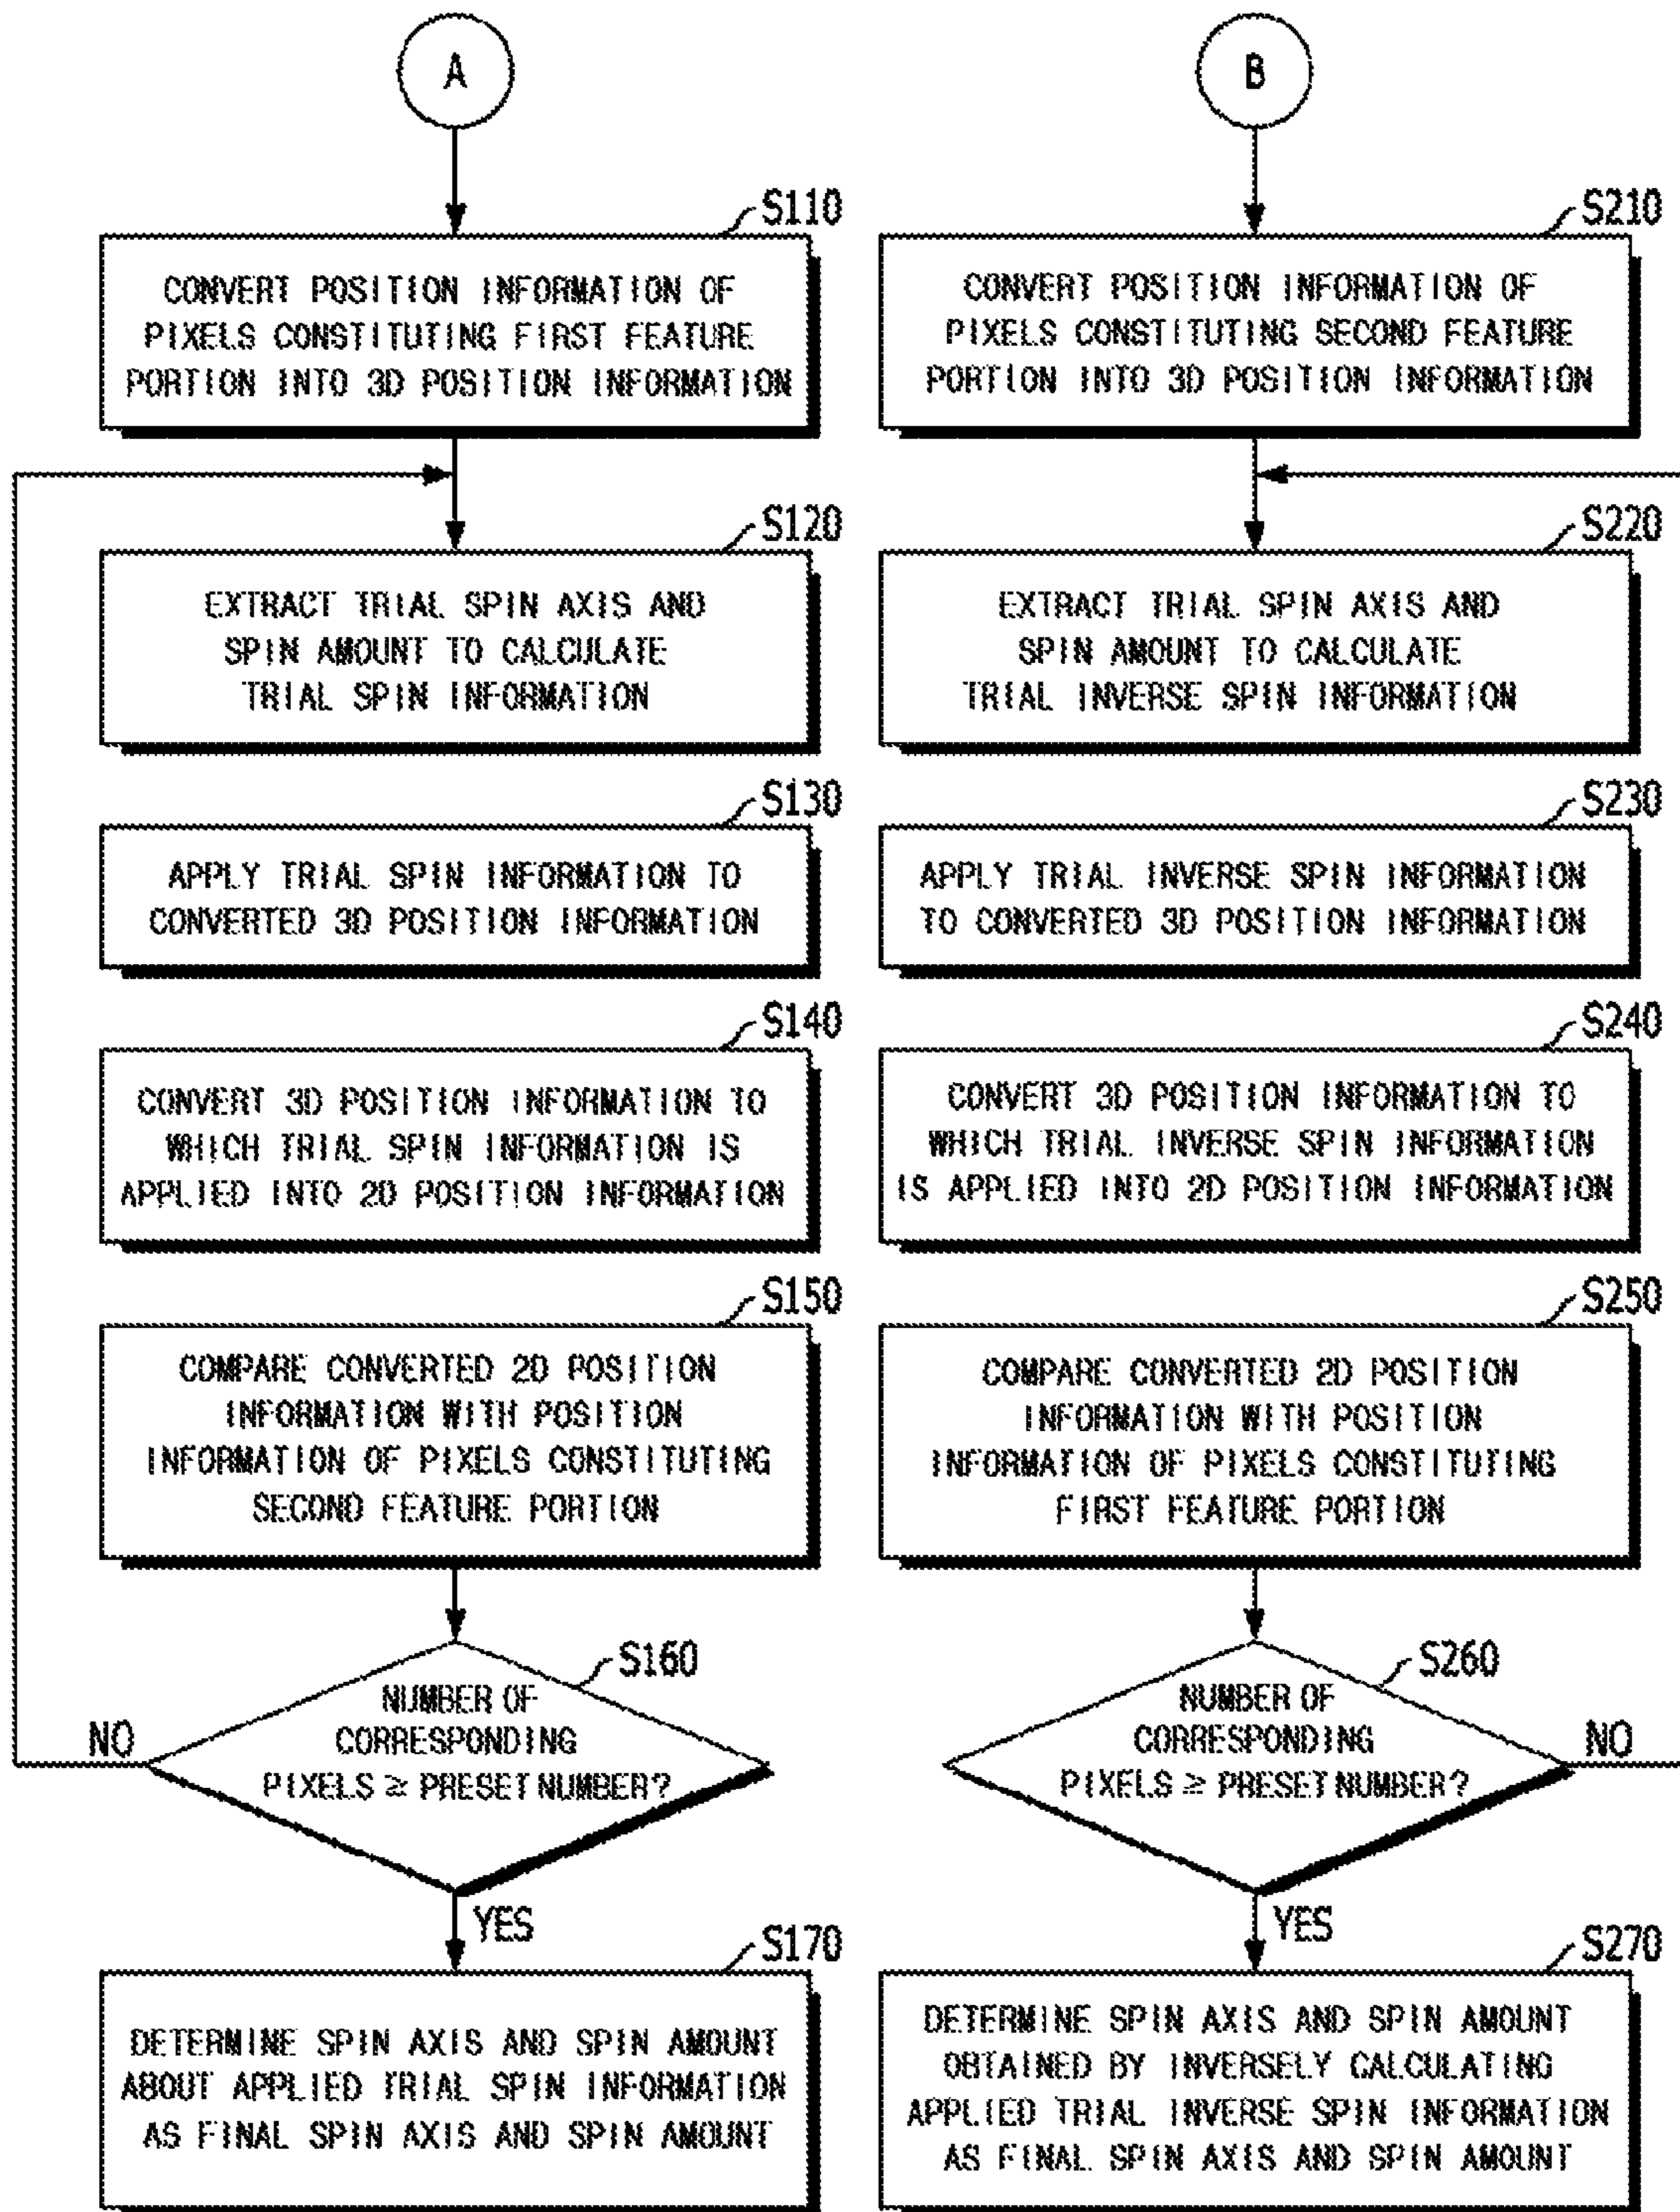 A
S110
CONVERT POSITION INFORMATION OF
PIXELS CONSTITUTING FIRST FEATURE
PORTION INTO 3D POSITION INFORMATION
S120
EXTRACT TRIAL SPIN AXIS AND
SPIN AMOUNT TO CALCULATE
TRIAL SPIN INFORMATION
S130
APPLY TRIAL SPIN INFORMATION TO
CONVERTED 3D POSITION INFORMATION
S140
CONVERT 3D POSITION INFORMATION TO
WHICH TRIAL SPIN INFORMATION IS
APPLIED INTO 2D POSITION INFORMATION
S150
COMPARE CONVERTED 2D POSITION
INFORMATION WITH POSITION
INFORMATION OF PIXELS CONSTITUTING
SECOND FEATURE PORTION
S160
NUMBER OF
CORRESPONDING
PIXELS ≥ PRESET NUMBER?
NO
YES
S170
DETERMINE SPIN AXIS AND SPIN AMOUNT
ABOUT APPLIED TRIAL SPIN INFORMATION
AS FINAL SPIN AXIS AND SPIN AMOUNT
B
S210
CONVERT POSITION INFORMATION OF
PIXELS CONSTITUTING SECOND FEATURE
PORTION INTO 3D POSITION INFORMATION
S220
EXTRACT TRIAL SPIN AXIS AND
SPIN AMOUNT TO CALCULATE
TRIAL INVERSE SPIN INFORMATION
S230
APPLY TRIAL INVERSE SPIN INFORMATION
TO CONVERTED 3D POSITION INFORMATION
S240
CONVERT 3D POSITION INFORMATION TO
WHICH TRIAL INVERSE SPIN INFORMATION
IS APPLIED INTO 2D POSITION INFORMATION
S250
COMPARE CONVERTED 2D POSITION
INFORMATION WITH POSITION
INFORMATION OF PIXELS CONSTITUTING
FIRST FEATURE PORTION
S260
NUMBER OF
CORRESPONDING
PIXELS ≥ PRESET NUMBER?
NO
YES
S270
DETERMINE SPIN AXIS AND SPIN AMOUNT
OBTAINED BY INVERSELY CALCULATING
APPLIED TRIAL INVERSE SPIN INFORMATION
AS FINAL SPIN AXIS AND SPIN AMOUNT